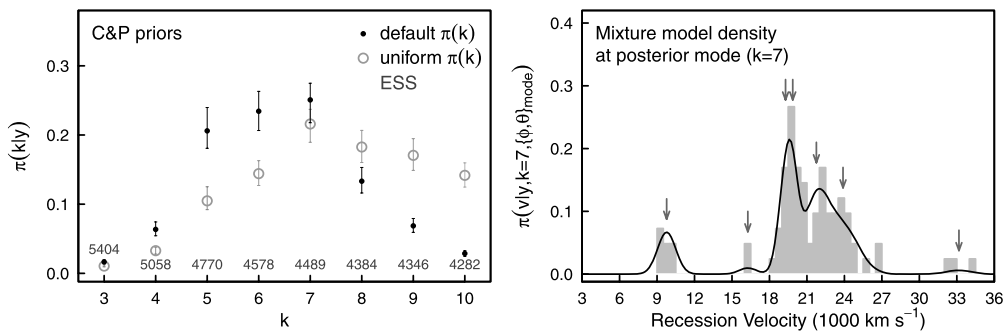 C&P priors
default π(k)
uniform π(k)
ESS
π(k|y)
0.3
0.2
0.1
0.0
5404
5058 4770 4578 4489 4384 4346 4282
3 4 5 6 7 8 9 10
k
Mixture model density
at posterior mode (k=7)
π(v|y,k=7,{ϕ,θ}mode)
0.4
0.3
0.2
0.1
0.0
3 6 9 12 15 18 21 24 27 30 33 36
Recession Velocity (1000 km s⁻¹)